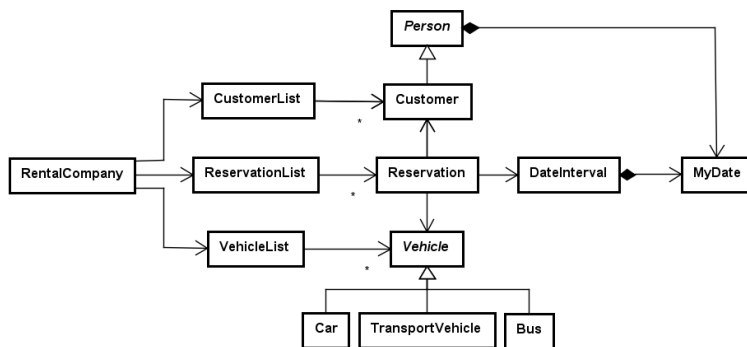 Person
CustomerList
Customer
*
RentalCompany
ReservationList
Reservation
DateInterval
MyDate
*
VehicleList
Vehicle
*
Car
TransportVehicle
Bus